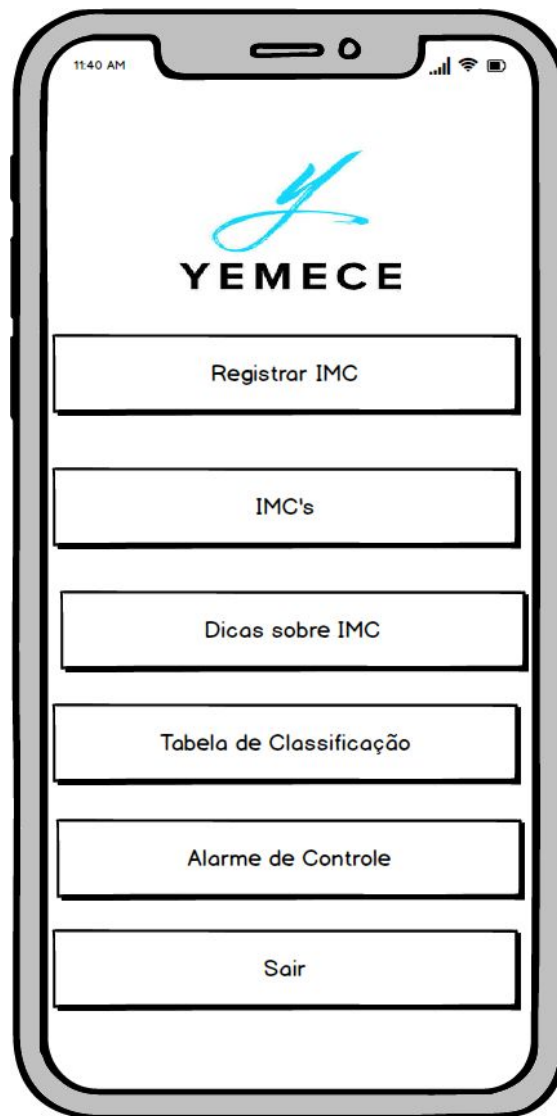 11:40 AM
YEMECE
Registrar IMC
IMC's
Dicas sobre IMC
Tabela de Classificação
Alarme de Controle
Sair